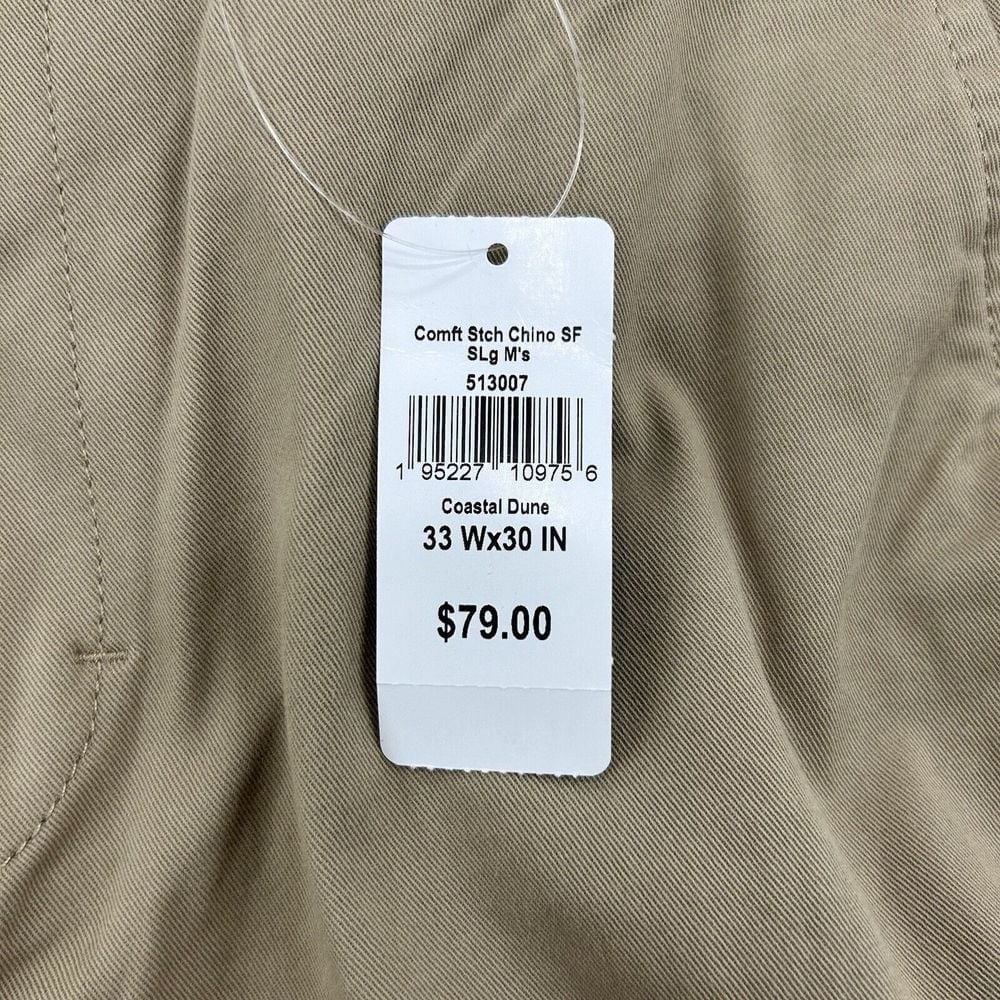 Comft Stch Chino SF
SLg M's
513007
1 95227 10975 6
Coastal Dune
33 Wx30 IN
$79.00